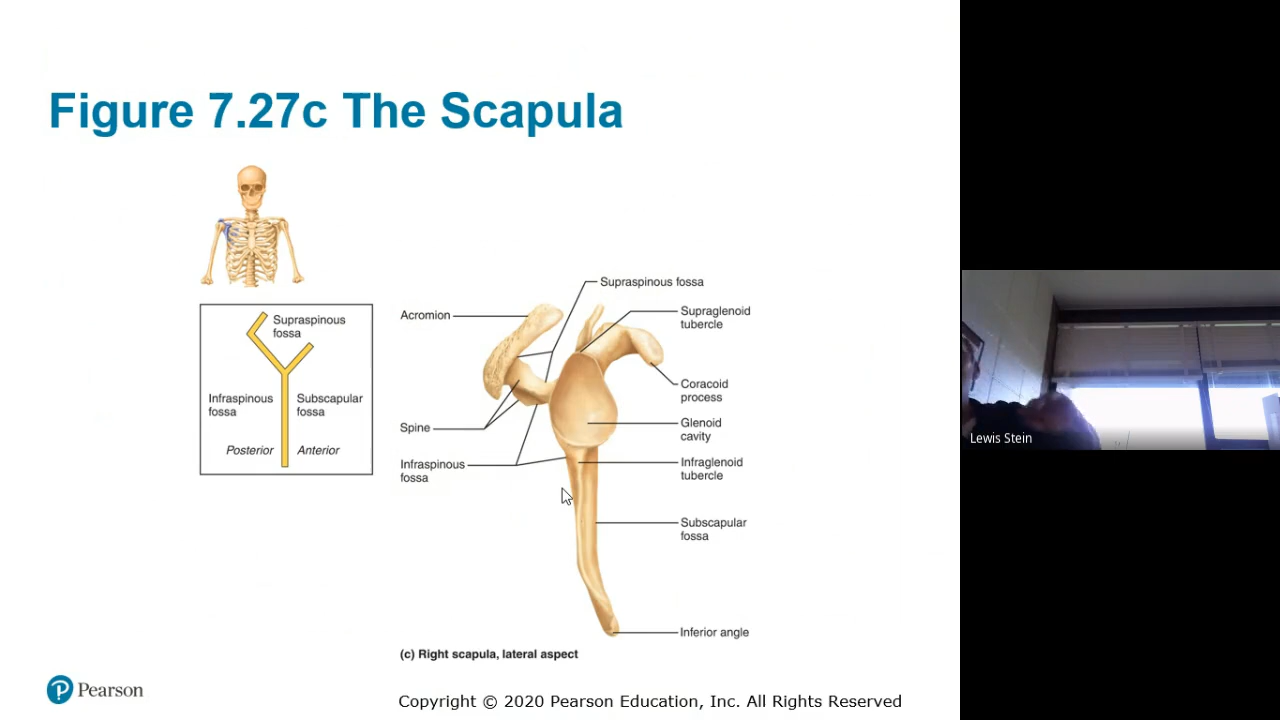 Figure 7.27c The Scapula
Supraspinous
fossa
Infraspinous
fossa
Subscapular
fossa
Posterior
Anterior
Supraspinous fossa
Acromion
Supraglenoid
tubercle
Coracoid
process
Spine
Glenoid
cavity
Infraspinous
fossa
Infraglenoid
tubercle
Subscapular
fossa
Inferior angle
(c) Right scapula, lateral aspect
P Pearson
Copyright © 2020 Pearson Education, Inc. All Rights Reserved
Lewis Stein